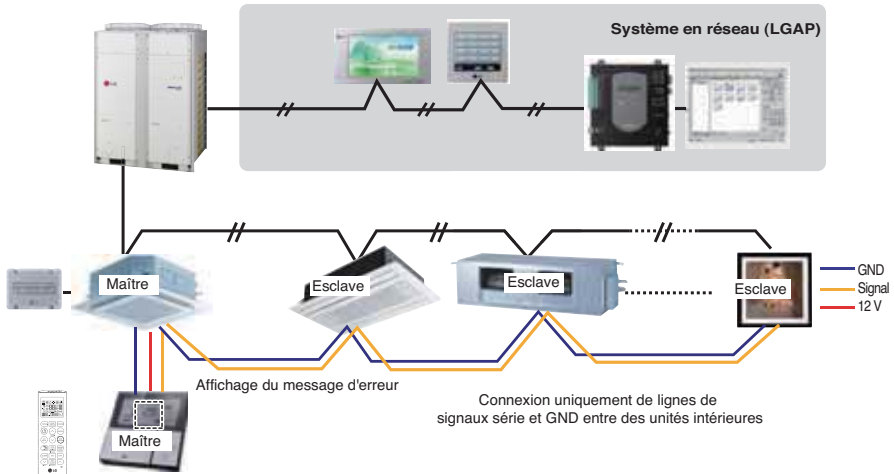 Système en réseau (LGAP)
Maître
Esclave
Esclave
Esclave
GND
Signal
12 V
Affichage du message d'erreur
Connexion uniquement de lignes de
signaux série et GND entre des unités intérieures
Maître
LG